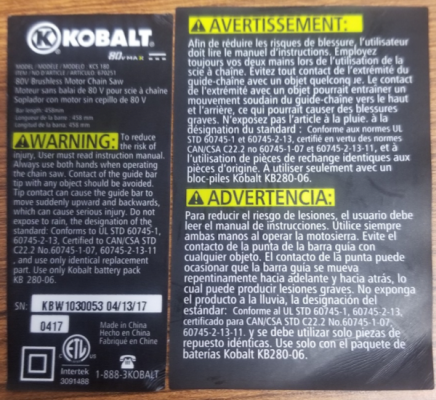 KOBALT
80V MAX
MODEL / MODELE / MODELO KCS 180
ITEM / NO D'ARTICLE / ARTICULO
80V Brushless Motor Chain Saw
Moteur sans balai de 80 V pour scie à chaîne
Soplador con motor sin cepillo de 80 V
Bar length: 456mm
Longueur de la barre : 456 mm
Longitud de la barra : 456 mm
WARNING: To reduce
the risk of
injury, User must read instruction manual.
Always use both hands when operating
the chain saw. Contact of the guide bar
tip with any object should be avoided.
Tip contact can cause the guide bar to
move suddenly upward and backwards,
which can cause serious injury. Do not
expose to rain, the designation of the
standard: Conforms to UL STD 60745-1,
60745-2-13, Certified to CAN/CSA STD
C22.2 No.60745-1-07, 60745-2-13-11
, and use only identical replacement
part. Use only Kobalt battery pack
KB 280-06.
SN: KBW1030053 04/13/17
0417
Made in China
Hecho en China
Fabriqué en Chine
ETL
Intertek
3091488
1-888-3KOBALT
AVERTISSEMENT:
Afin de réduire les risques de blessure, l'utilisateur
doit lire le manuel d'instructions. Employez
toujours vos deux mains lors de l'utilisation de la
scie à chaîne. Évitez tout contact de l'extrémité du
guide-chaîne avec un objet quelconque. Le contact
de l'extrémité avec un objet pourrait entraîner un
mouvement soudain du guide-chaîne vers le haut
et l'arrière, ce qui pourrait causer des blessures
graves. N'exposez pas l'article à la pluie. à la
désignation du standard : Conforme aux normes UL
STD 60745-1 et 60745-2-13, certifié en vertu des normes
CAN/CSA C22.2 no 60745-1-07 et 60745-2-13-11, et à
l'utilisation de pièces de rechange identiques aux
pièces d'origine. À utiliser seulement avec un
bloc-piles Kobalt KB280-06.
ADVERTENCIA:
Para reducir el riesgo de lesiones, el usuario debe
leer el manual de instrucciones. Utilice siempre
ambas manos al operar la motosierra. Evite el
contacto de la punta de la barra guía con
cualquier objeto. El contacto de la punta puede
ocasionar que la barra guía se mueva
repentinamente hacia adelante y hacia atrás, lo
cual puede producir lesiones graves. No exponga
el producto a la lluvia, la designación del
estándar: Conforme al UL STD 60745-1, 60745-2-13,
certificado para CAN/CSA STD C22.2 No.60745-1-07,
60745-2-13-11, y debe utilizar solo piezas de
repuesto idénticas. Use solo con el paquete de
baterías Kobalt KB280-06.